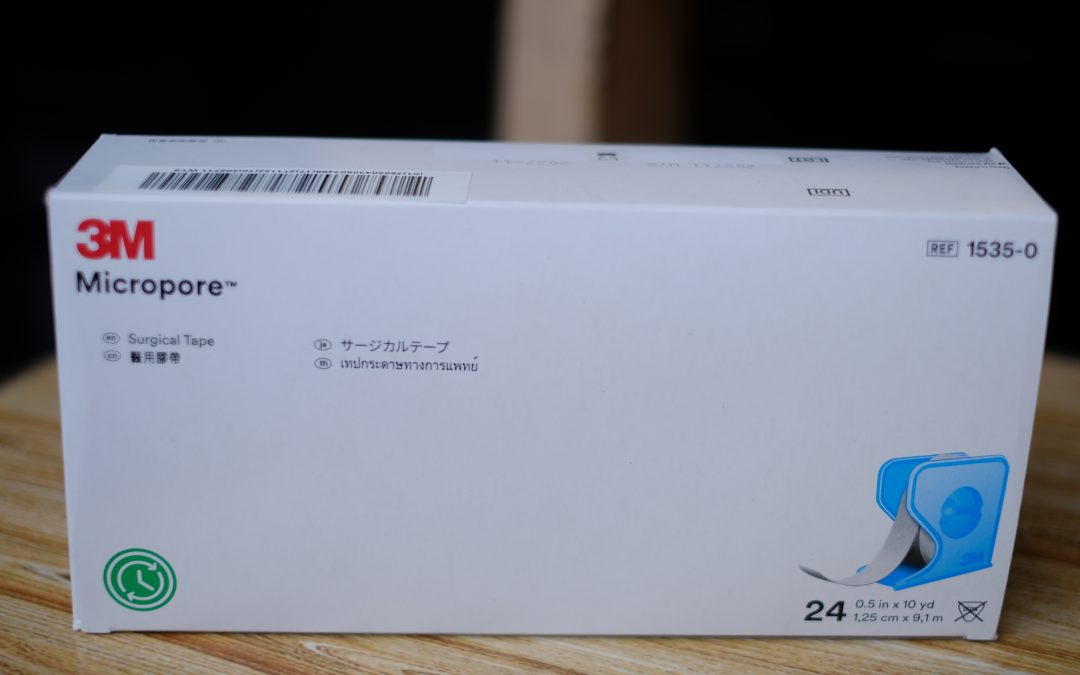 3M
Micropore™
REF 1535-0
en Surgical Tape
cn 醫用膠帶
ja サージカルテープ
th เทปกระดาษทางการแพทย์
3M
24
0.5 in x 10 yd
1,25 cm x 9,1 m
UDI